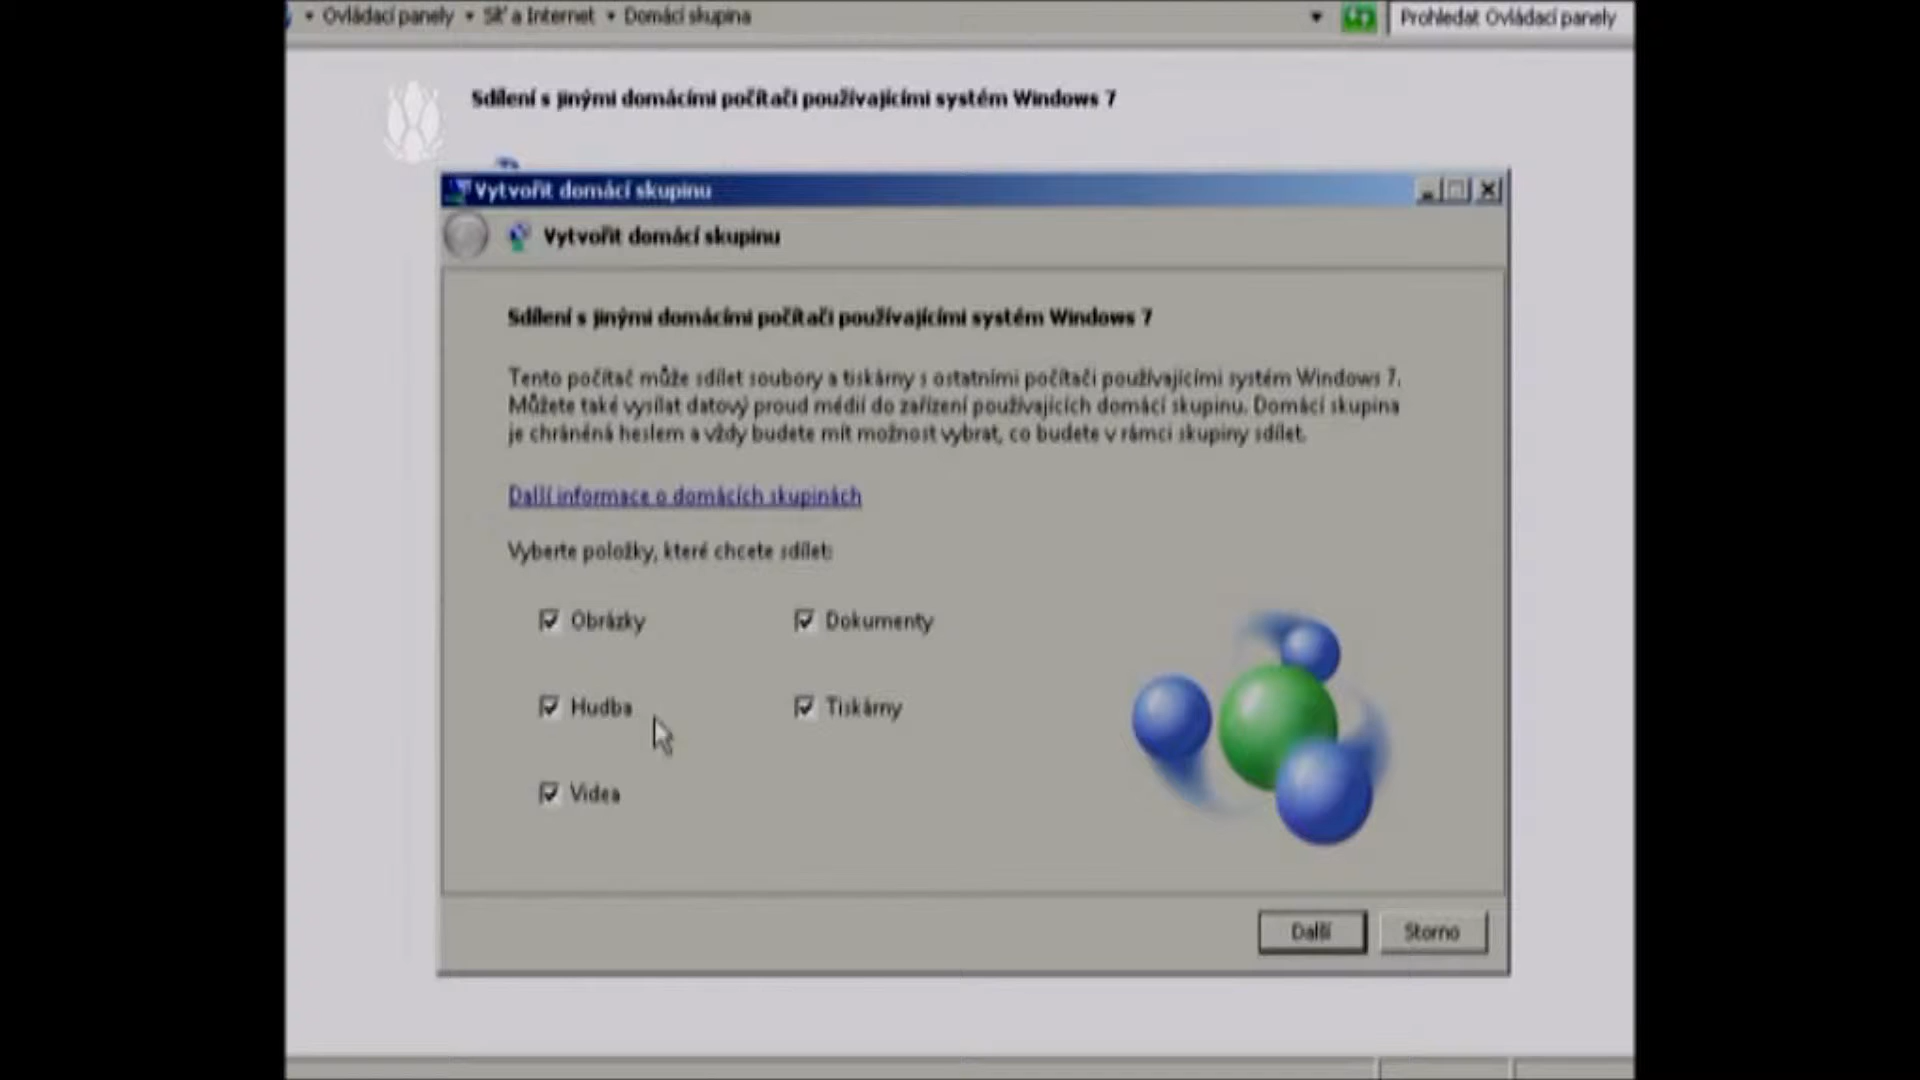 Ovládací panely • Síť a Internet • Domácí skupina
Prohledat Ovládací panely
Sdílení s jinými domácími počítači používajícími systém Windows 7
Vytvořit domácí skupinu
Vytvořit domácí skupinu
Sdílení s jinými domácími počítači používajícími systém Windows 7
Tento počítač může sdílet soubory a tiskárny s ostatními počítači používajícími systém Windows 7.
Můžete také vysílat datový proud médií do zařízení používajících domácí skupinu. Domácí skupina
je chráněná heslem a vždy budete mít možnost vybrat, co budete v rámci skupiny sdílet.
Další informace o domácích skupinách
Vyberte položky, které chcete sdílet:
Obrázky
Dokumenty
Hudba
Tiskárny
Videa
Další
Storno